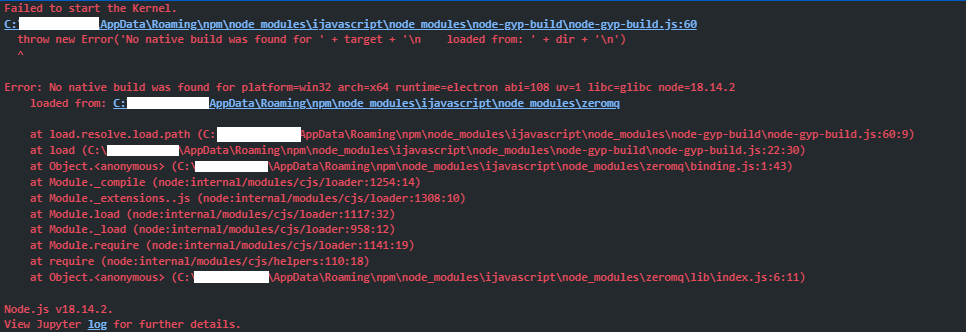 Failed to start the Kernel.
C: AppData\Roaming\npm\node_modules\ijavascript\node_modules\node-gyp-build\node-gyp-build.js:60
throw new Error('No native build was found for ' + target + '\n    loaded from: ' + dir + '\n')
^
Error: No native build was found for platform=win32 arch=x64 runtime=electron abi=108 uv=1 libc=glibc node=18.14.2
loaded from: C: AppData\Roaming\npm\node_modules\ijavascript\node_modules\zeromq
at load.resolve.load.path (C: AppData\Roaming\npm\node_modules\ijavascript\node_modules\node-gyp-build\node-gyp-build.js:60:9)
at load (C:\ \AppData\Roaming\npm\node_modules\ijavascript\node_modules\node-gyp-build\node-gyp-build.js:22:30)
at Object.<anonymous> (C:\ \AppData\Roaming\npm\node_modules\ijavascript\node_modules\zeromq\binding.js:1:43)
at Module._compile (node:internal/modules/cjs/loader:1254:14)
at Module._extensions..js (node:internal/modules/cjs/loader:1308:10)
at Module.load (node:internal/modules/cjs/loader:1117:32)
at Module._load (node:internal/modules/cjs/loader:958:12)
at Module.require (node:internal/modules/cjs/loader:1141:19)
at require (node:internal/modules/cjs/helpers:110:18)
at Object.<anonymous> (C:\ \AppData\Roaming\npm\node_modules\ijavascript\node_modules\zeromq\lib\index.js:6:11)
Node.js v18.14.2.
View Jupyter log for further details.